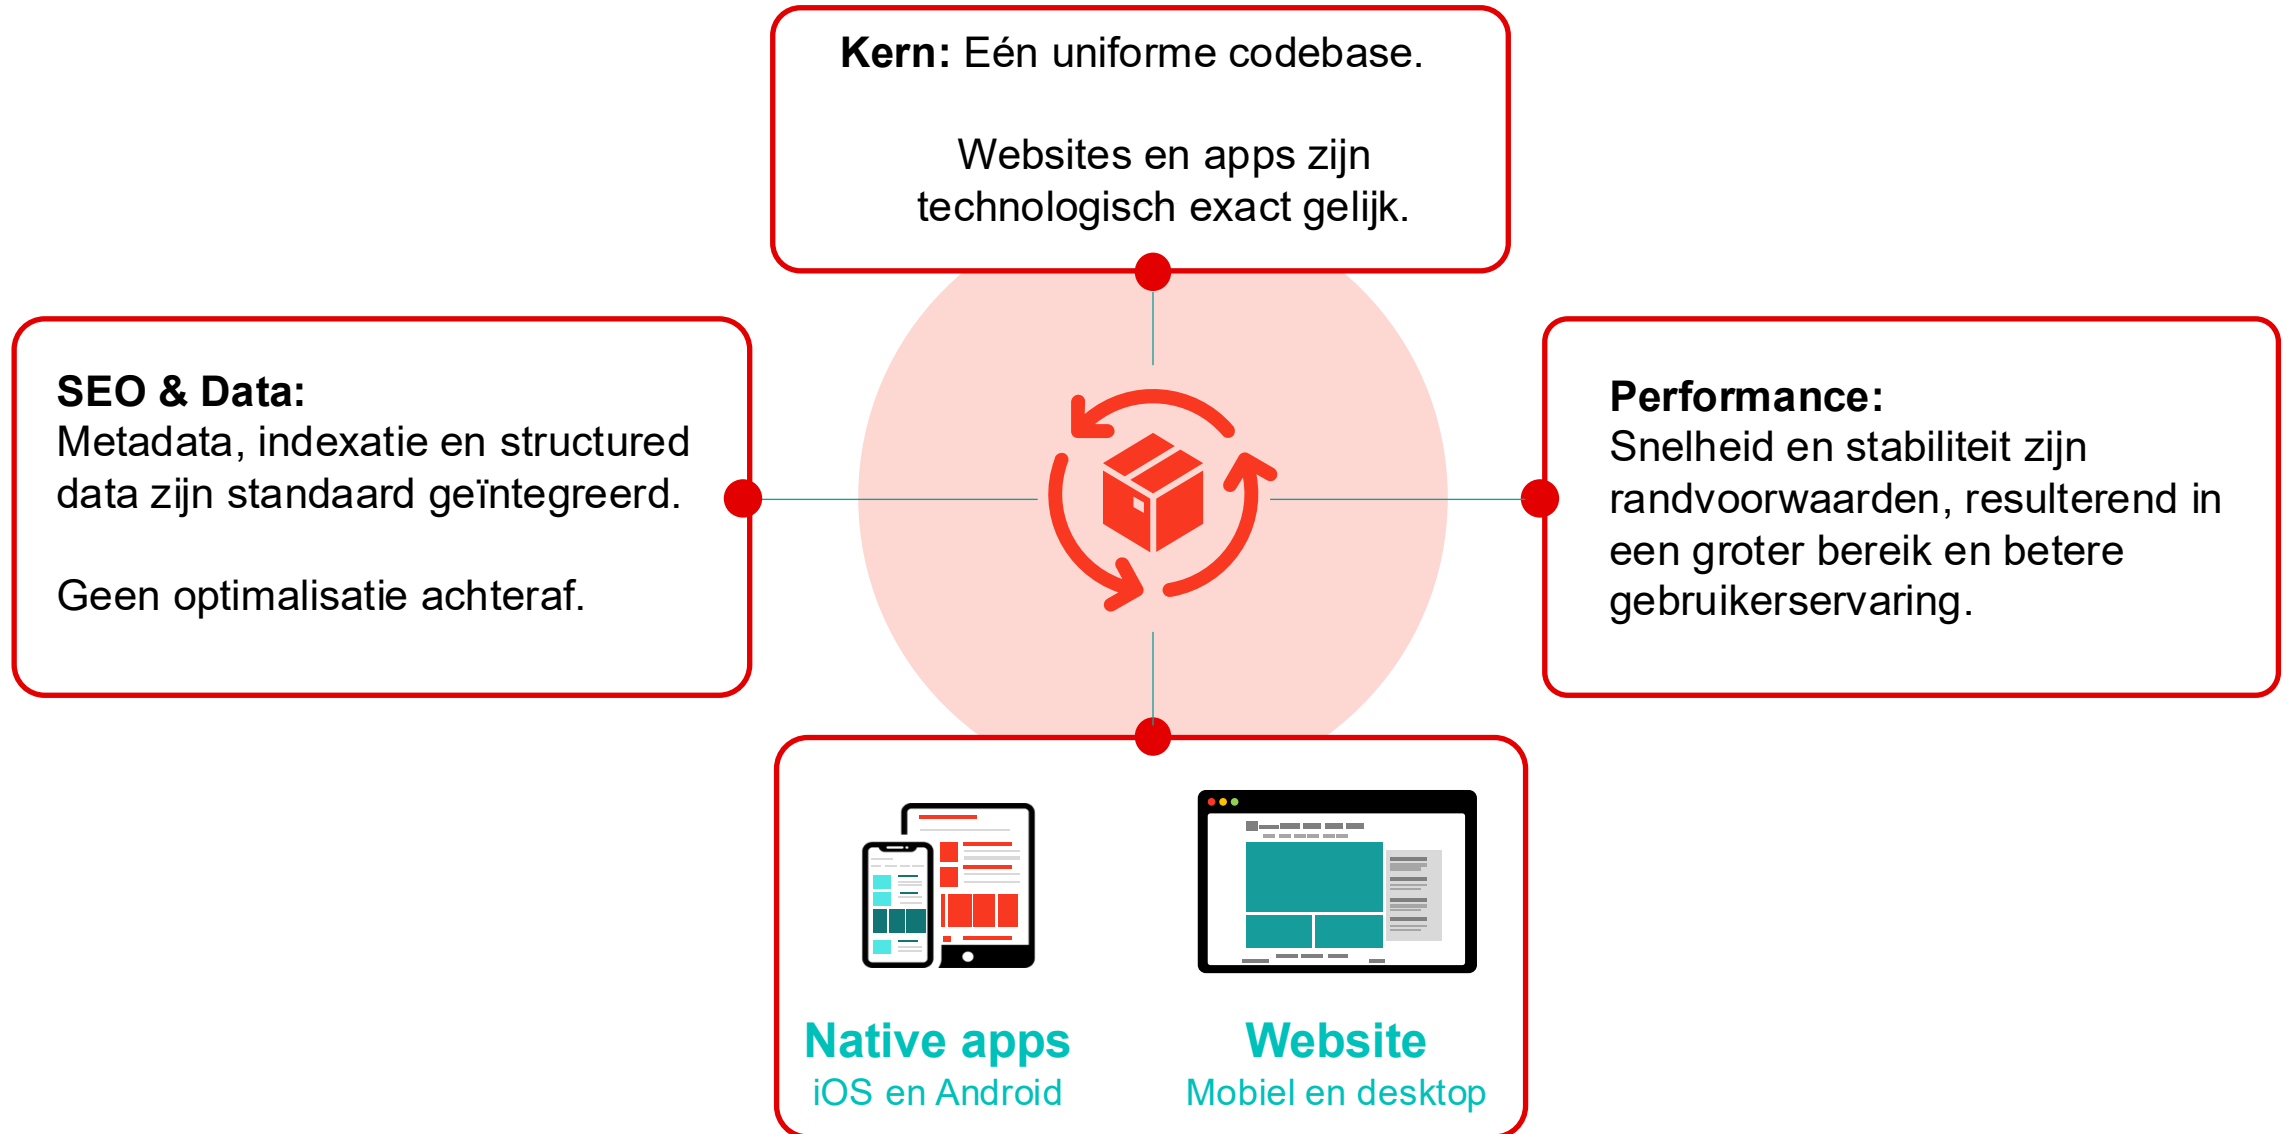 Kern: Eén uniforme codebase.
Websites en apps zijn
technologisch exact gelijk.
SEO & Data:
Metadata, indexatie en structured
data zijn standaard geïntegreerd.
Geen optimalisatie achteraf.
Performance:
Snelheid en stabiliteit zijn
randvoorwaarden, resulterend in
een groter bereik en betere
gebruikerservaring.
Native apps
iOS en Android
Website
Mobiel en desktop